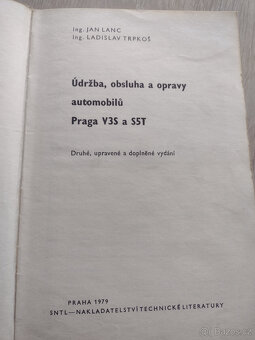 Ing. JAN LANC
Ing. LADISLAV TRPKOŠ
Údržba, obsluha a opravy
automobilů
Praga V3S a S5T
Druhé, upravené a doplněné vydání
PRAHA 1979
SNTL—NAKLADATELSTVÍ TECHNICKÉ LITERATURY